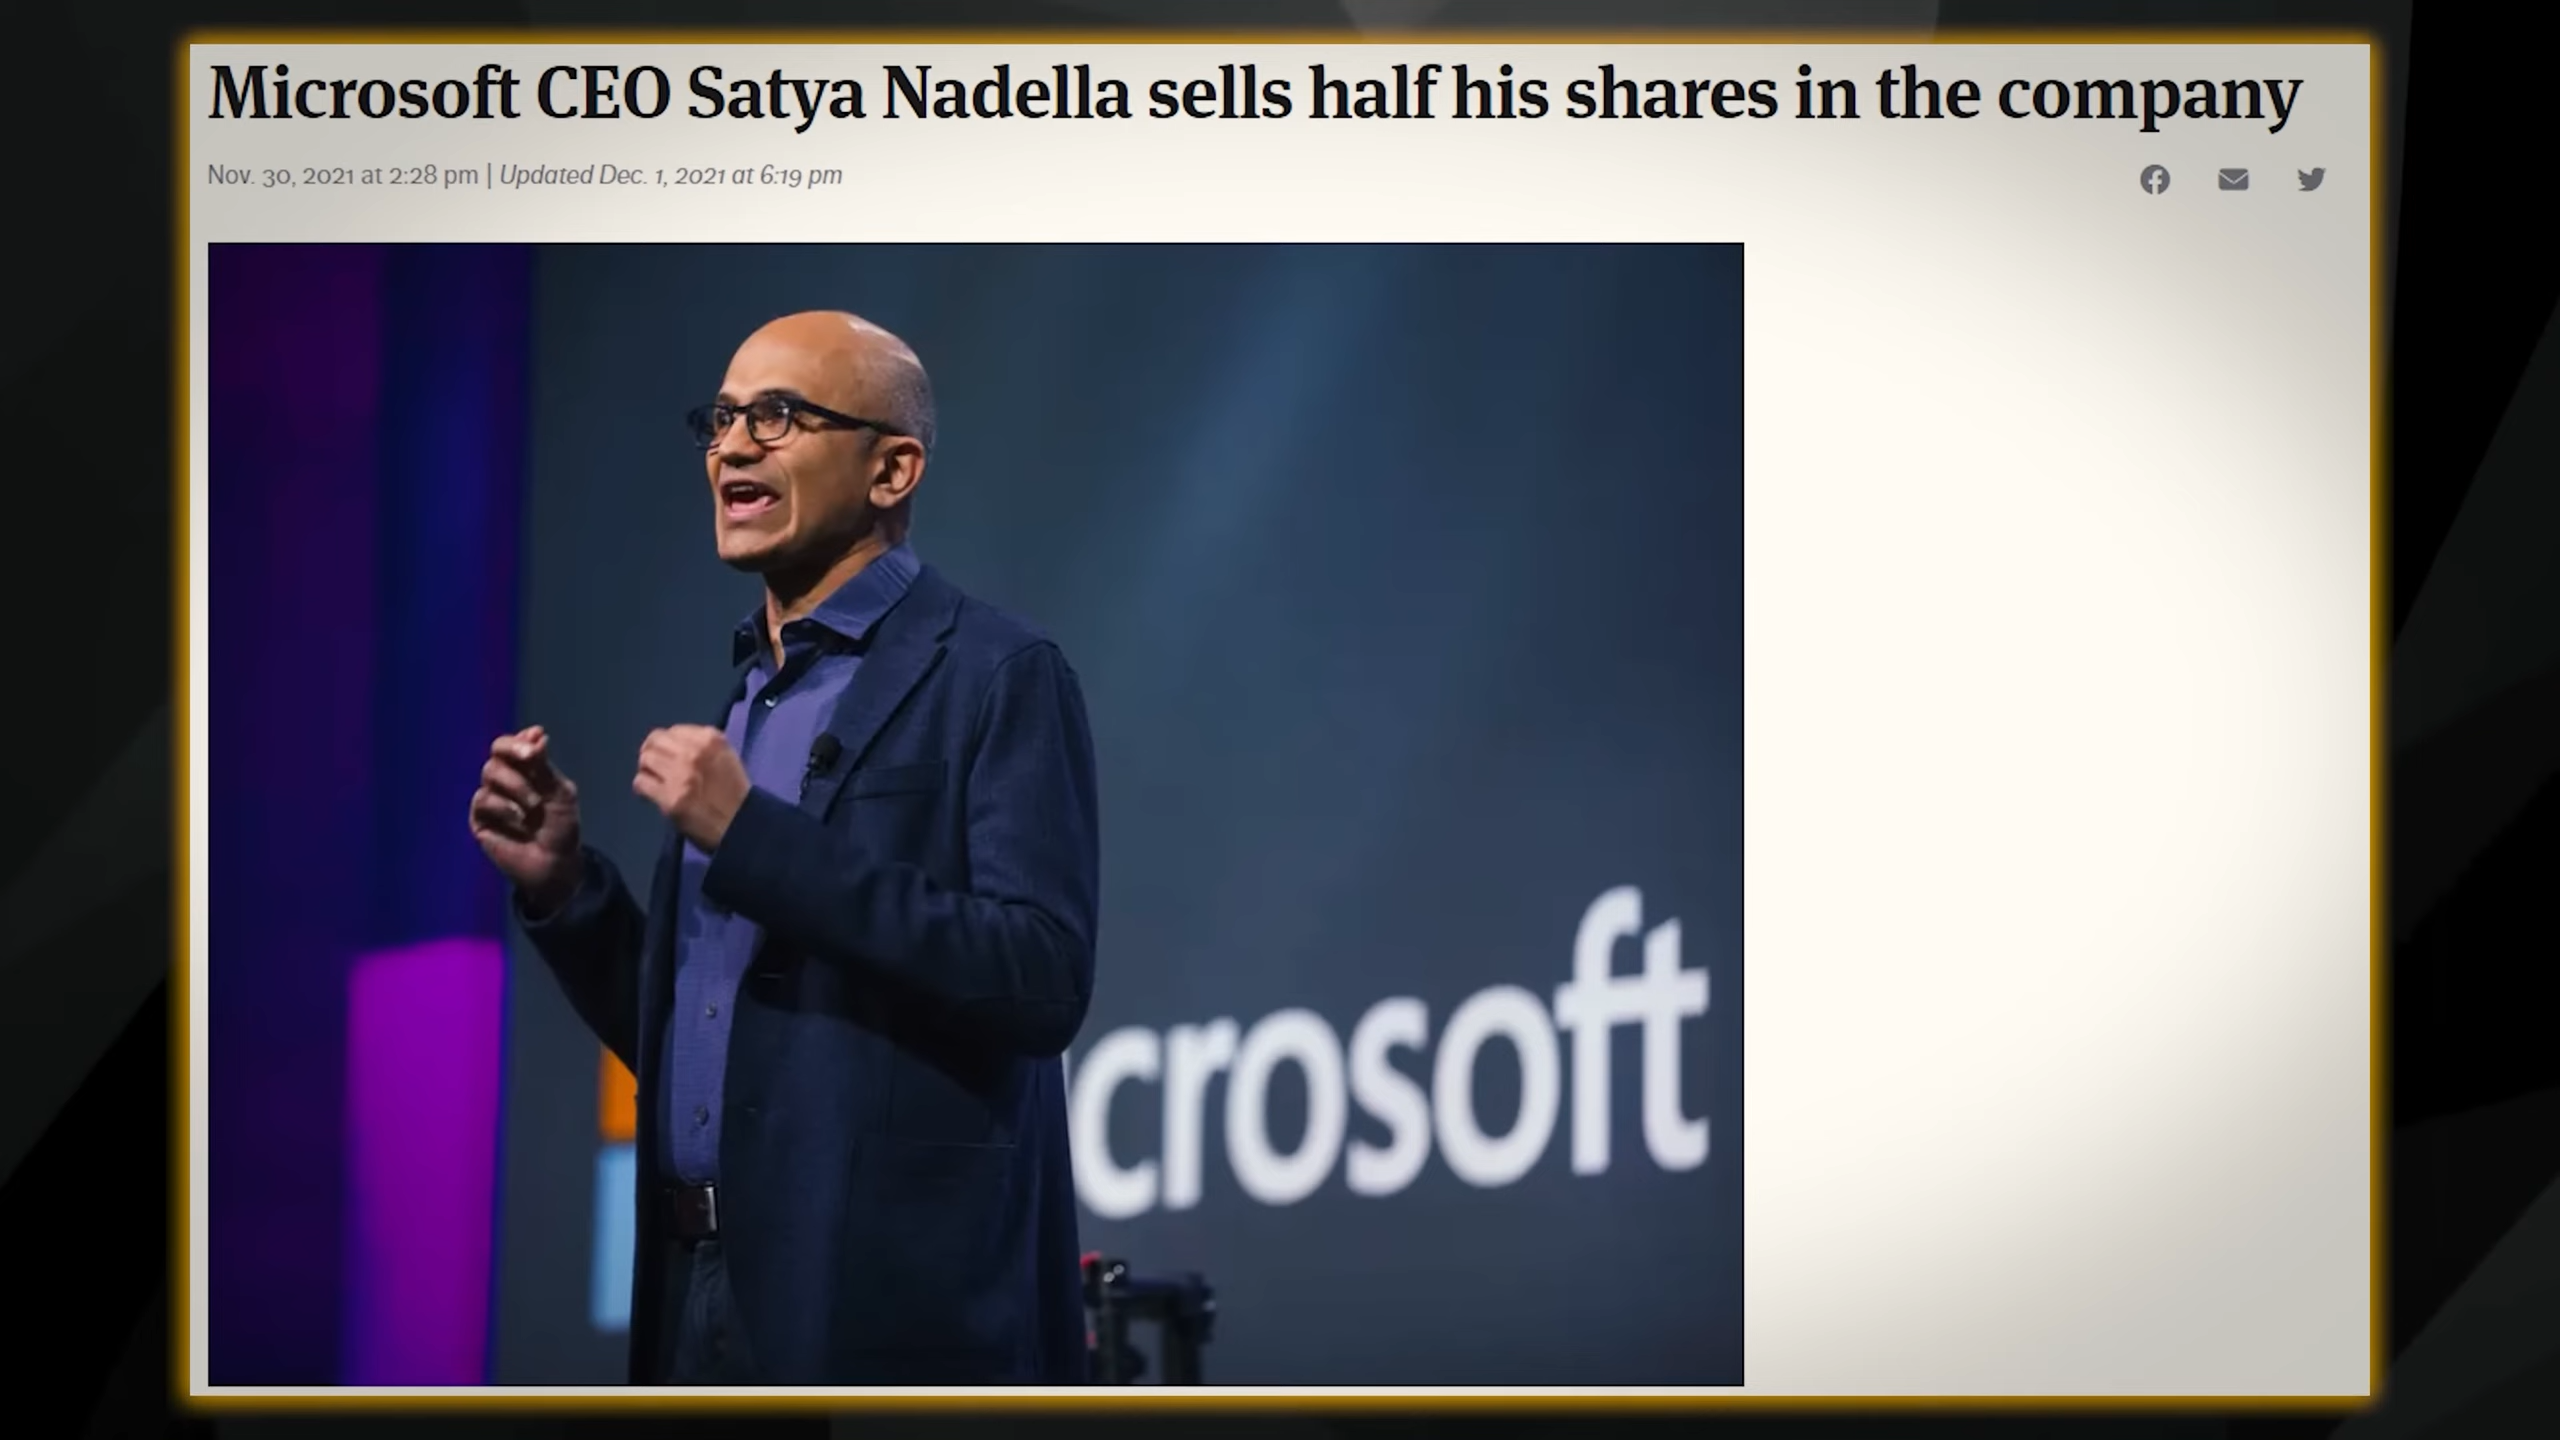 Microsoft CEO Satya Nadella sells half his shares in the company
Nov. 30, 2021 at 2:28 pm | Updated Dec. 1, 2021 at 6:19 pm
crosoft